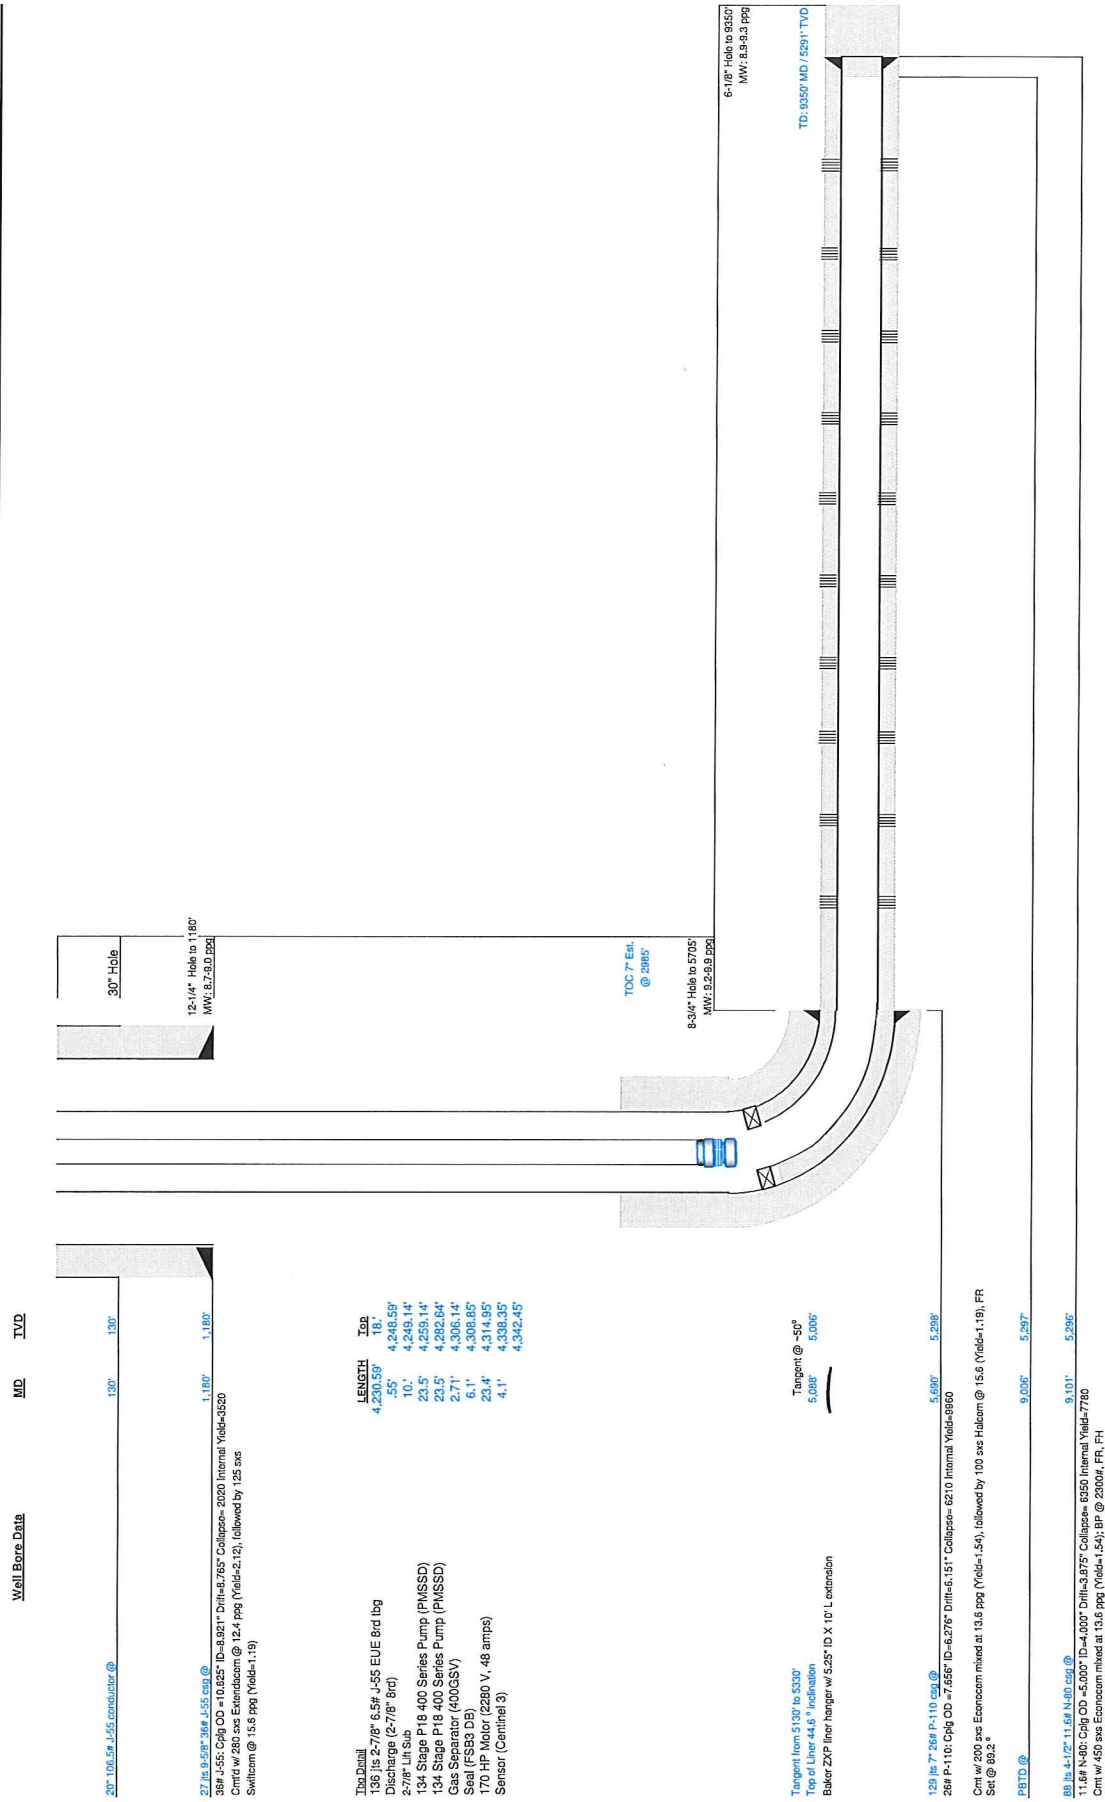 Well Bore Date
MD
TVD
20" 106.5# J-55 conductor @
130'
130'
30" Hole
27 jts 9-5/8" 36# J-55 csg @
1,180'
1,180'
36# J-55: Cplg OD =10.625" ID=8.921" Drift=8.765" Collapse= 2020 Internal Yield=3520
Cmt'd w/ 280 sxs Extendacem @ 12.4 ppg (Yield=2.12), followed by 125 sxs
Swiftcem @ 15.6 ppg (Yield=1.19)
12-1/4" Hole to 1180'
MW: 8.7-9.0 ppg
Tbg Detail
LENGTH
Top
136 jts 2-7/8" 6.5# J-55 EUE 8rd tbg
4,230.59'
18.'
Discharge (2-7/8" 8rd)
.55'
4,248.59'
2-7/8" Lift Sub
10.'
4,249.14'
134 Stage P18 400 Series Pump (PMSSD)
23.5'
4,259.14'
134 Stage P18 400 Series Pump (PMSSD)
23.5'
4,282.64'
Gas Separator (400GSV)
2.71'
4,306.14'
Seal (FSB3 DB)
6.1'
4,308.85'
170 HP Motor (2280 V, 48 amps)
23.4'
4,314.95'
Sensor (Centinel 3)
4.1'
4,338.35'
4,342.45'
TOC 7" Est.
@ 2985'
8-3/4" Hole to 5705'
MW: 9.2-9.9 ppg
6-1/8" Hole to 9350'
MW: 8.9-9.3 ppg
TD: 9350' MD / 5291' TVD
Tangent from 5130' to 5330'
Tangent @ ~50°
Top of Liner 44.6 ° inclination
5,088'
5,006'
Baker ZXP liner hanger w/ 5.25" ID X 10' L extension
129 jts 7" 26# P-110 csg @
5,690'
5,298'
26# P-110: Cplg OD =7.656" ID=6.276" Drift=6.151" Collapse= 6210 Internal Yield=9960
Cmt w/ 200 sxs Econocem mixed at 13.6 ppg (Yield=1.54), followed by 100 sxs Halcem @ 15.6 (Yield=1.19), FR
Set @ 89.2 °
PBTD @
9,006'
5,297'
88 jts 4-1/2" 11.6# N-80 csg @
9,101'
5,296'
11.6# N-80: Cplg OD =5.000" ID=4.000" Drift=3.875" Collapse= 6350 Internal Yield=7780
Cmt w/ 450 sxs Econocem mixed at 13.6 ppg (Yield=1.54); BP @ 2300#, FR, FH